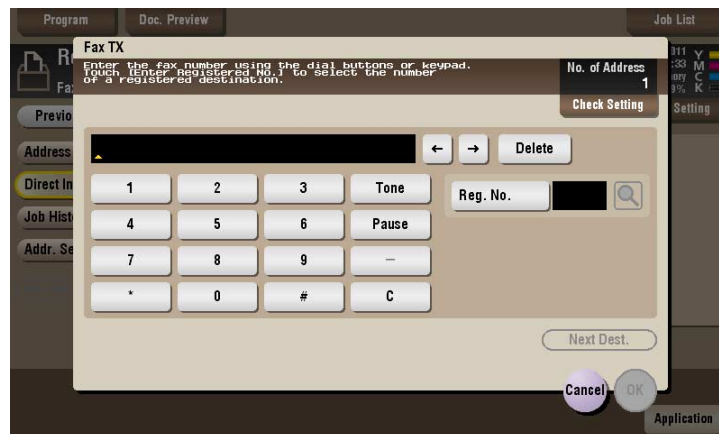 Program
Doc. Preview
Job List
Fax TX
Enter the fax number using the dial buttons or keypad.
Touch [Enter Registered No.] to select the number
of a registered destination.
No. of Address
1
Check Setting
Y
M
C
K
Setting
Previo
Address
Direct In
Job Hist
Addr. Se
← → Delete
1 2 3 Tone
Reg. No.
4 5 6 Pause
7 8 9 —
* 0 # C
Next Dest.
Cancel
OK
Application